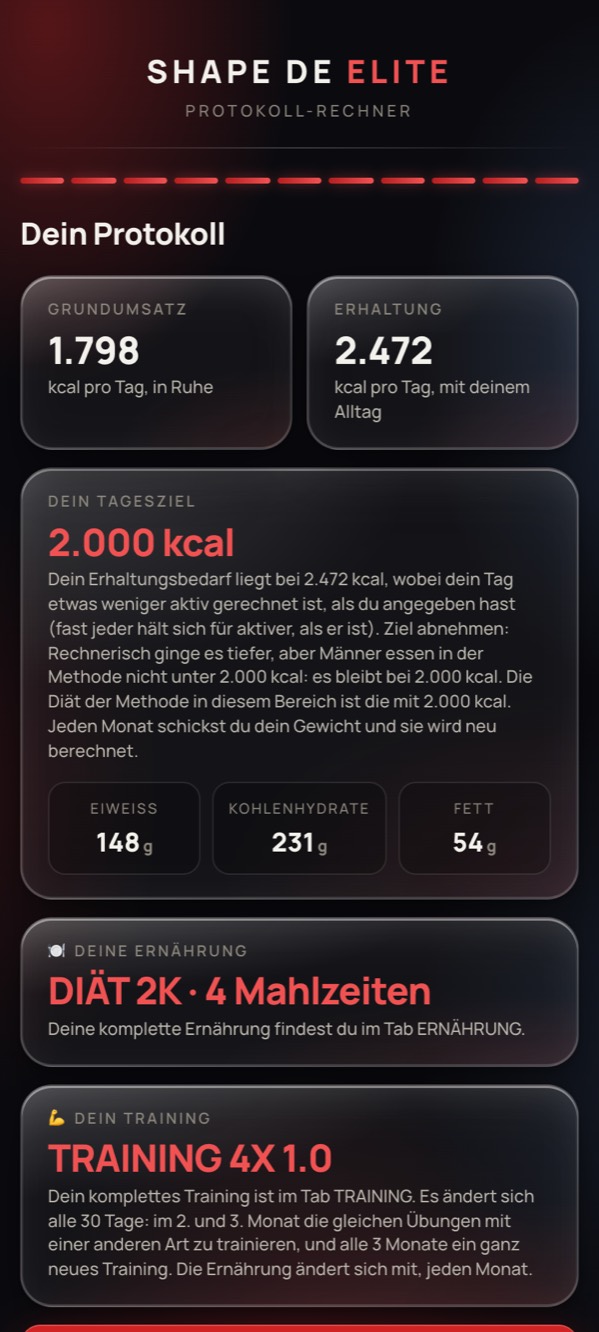 SHAPE DE ELITE
PROTOKOLL-RECHNER
Dein Protokoll
GRUNDUMSATZ
1.798
kcal pro Tag, in Ruhe
ERHALTUNG
2.472
kcal pro Tag, mit deinem
Alltag
DEIN TAGESZIEL
2.000 kcal
Dein Erhaltungsbedarf liegt bei 2.472 kcal, wobei dein Tag
etwas weniger aktiv gerechnet ist, als du angegeben hast
(fast jeder hält sich für aktiver, als er ist). Ziel abnehmen:
Rechnerisch ginge es tiefer, aber Männer essen in der
Methode nicht unter 2.000 kcal: es bleibt bei 2.000 kcal. Die
Diät der Methode in diesem Bereich ist die mit 2.000 kcal.
Jeden Monat schickst du dein Gewicht und sie wird neu
berechnet.
EIWEISS
148 g
KOHLENHYDRATE
231 g
FETT
54 g
🍽️ DEINE ERNÄHRUNG
DIÄT 2K · 4 Mahlzeiten
Deine komplette Ernährung findest du im Tab ERNÄHRUNG.
💪 DEIN TRAINING
TRAINING 4X 1.0
Dein komplettes Training ist im Tab TRAINING. Es ändert sich
alle 30 Tage: im 2. und 3. Monat die gleichen Übungen mit
einer anderen Art zu trainieren, und alle 3 Monate ein ganz
neues Training. Die Ernährung ändert sich mit, jeden Monat.